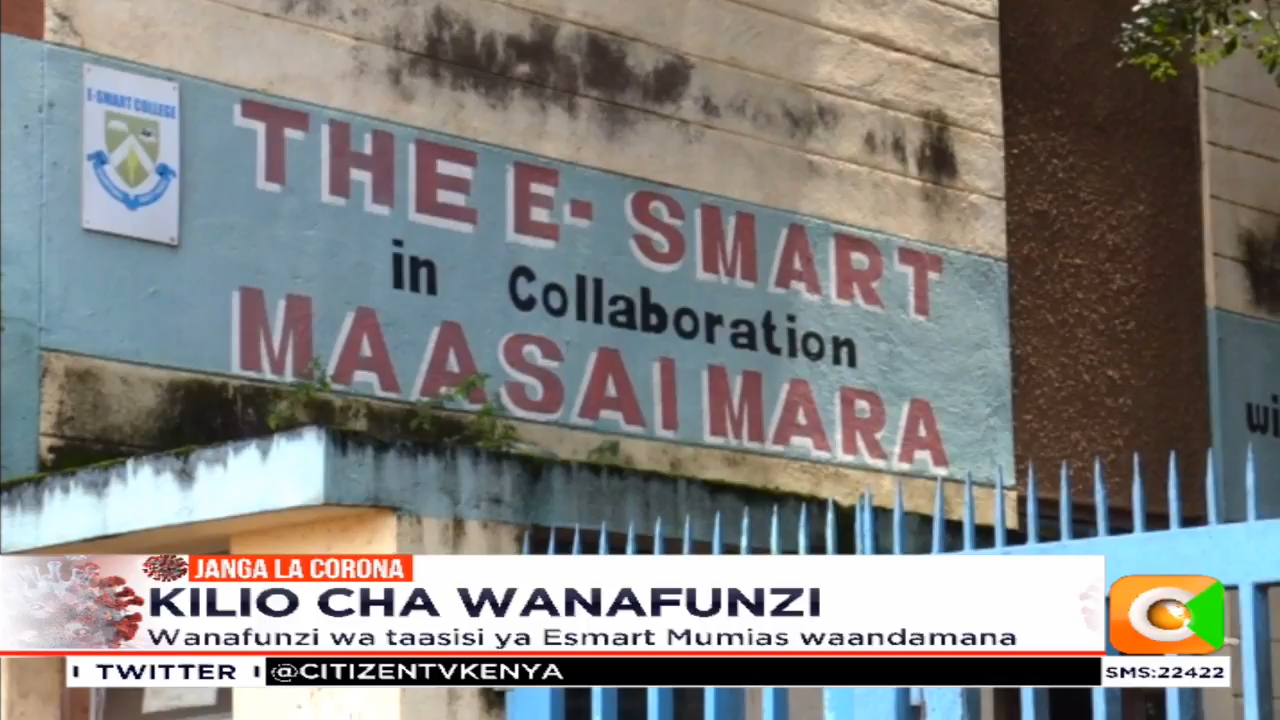 E-SMART COLLEGE
THE E- SMART
in Collaboration
MAASAI MARA
JANGA LA CORONA
KILIO CHA WANAFUNZI
Wanafunzi wa taasisi ya Esmart Mumias waandamana
TWITTER @CITIZENTVKENYA
SMS:22422